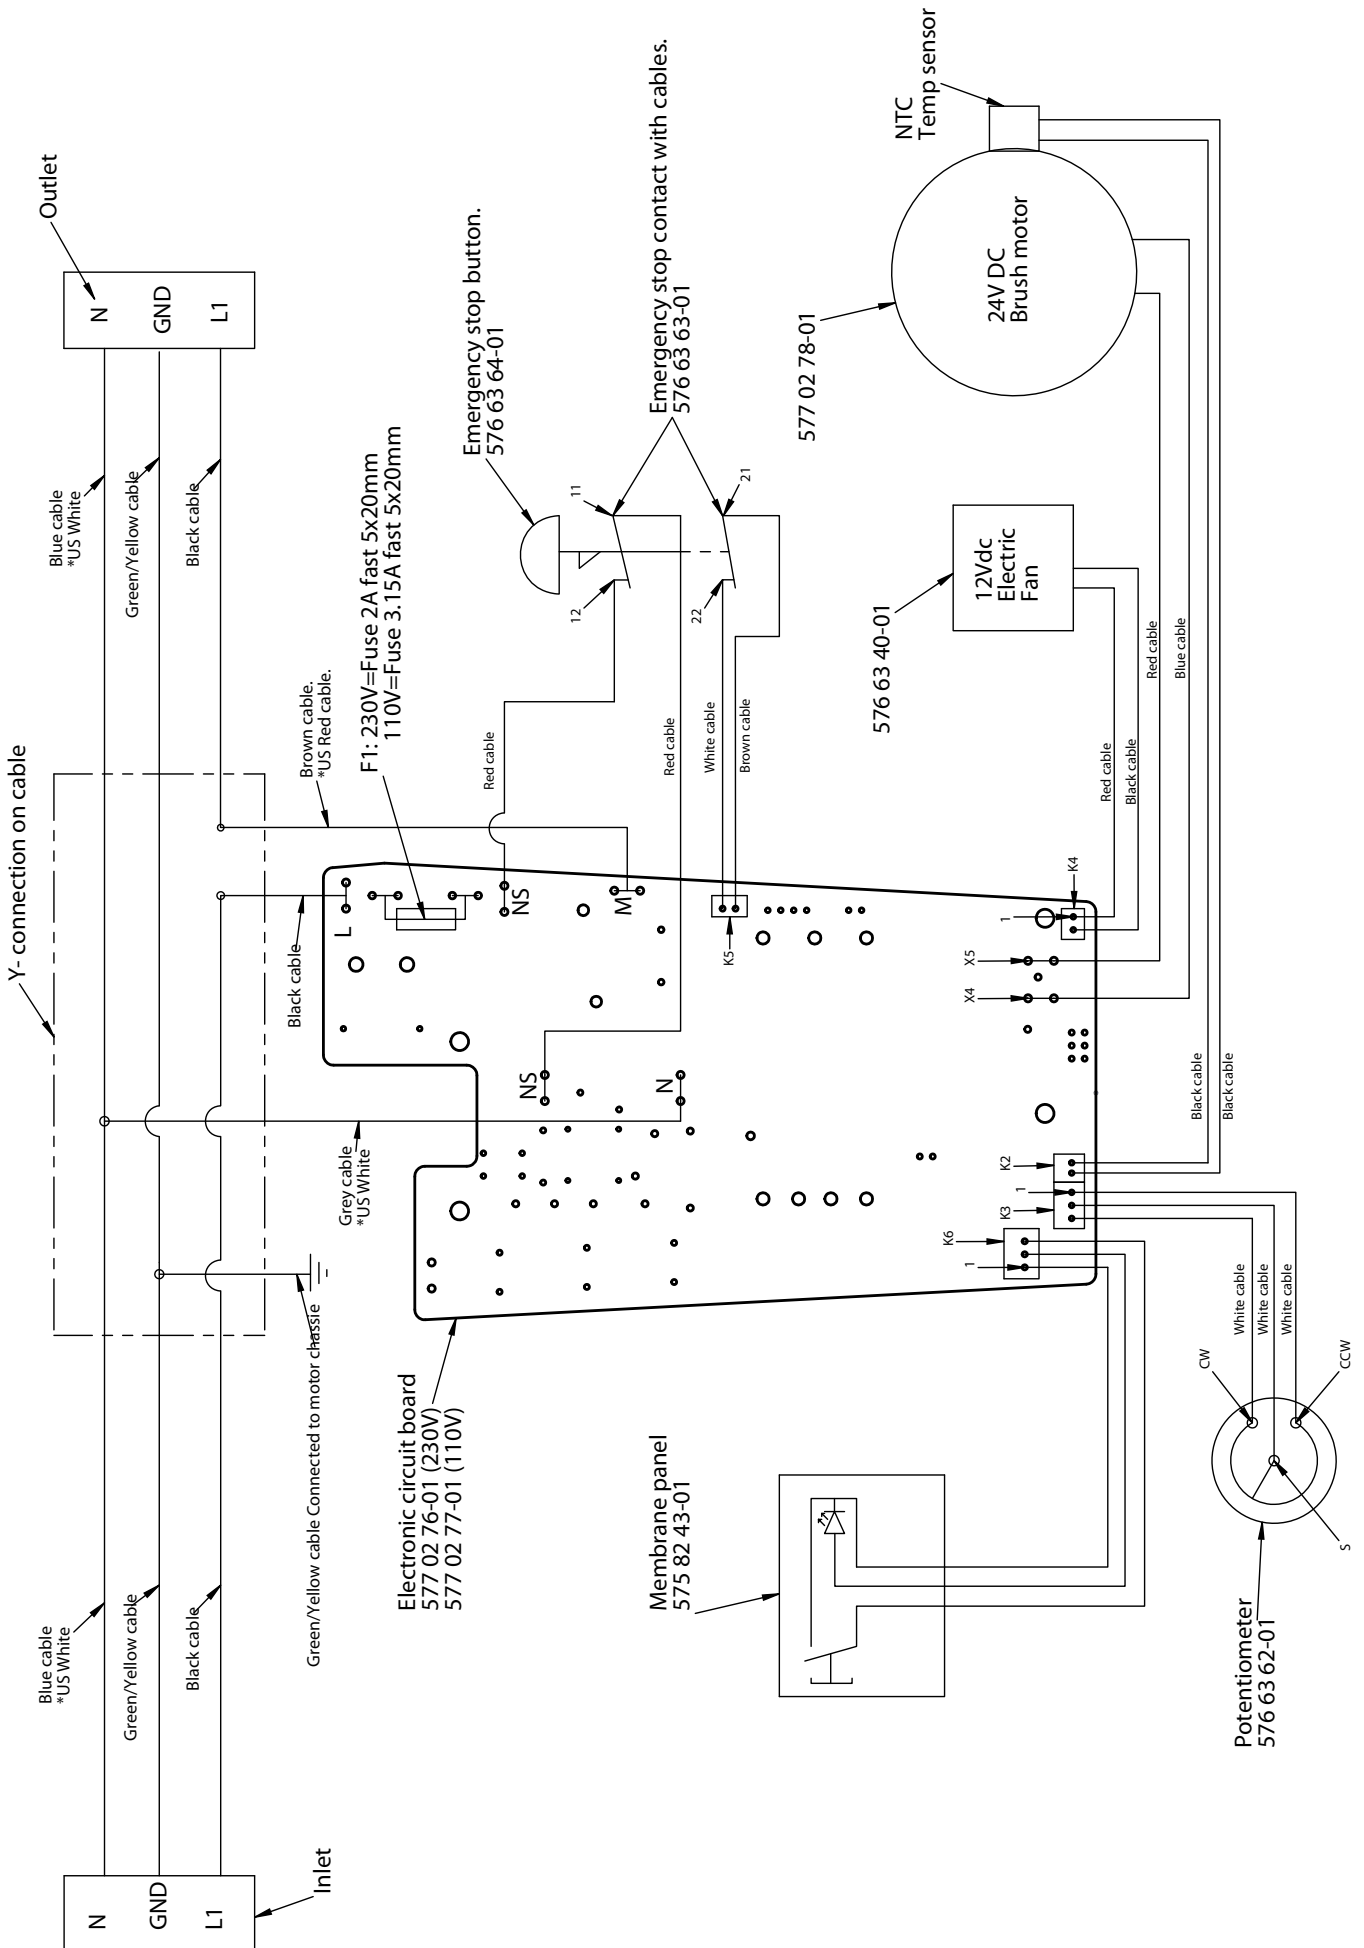 Y- connection on cable
Inlet
N
GND
L1
Outlet
N
GND
L1
Blue cable
*US White
Green/Yellow cable
Black cable
Blue cable
*US White
Green/Yellow cable
Black cable
Green/Yellow cable Connected to motor chassie
Grey cable
*US White
Black cable
Brown cable.
*US Red cable.
F1: 230V=Fuse 2A fast 5x20mm
110V=Fuse 3.15A fast 5x20mm
Emergency stop button.
576 63 64-01
Emergency stop contact with cables.
576 63 63-01
11
12
21
22
Red cable
Red cable
White cable
Brown cable
L
NS
M
NS
N
K5
Electronic circuit board
577 02 76-01 (230V)
577 02 77-01 (110V)
Membrane panel
575 82 43-01
K6
1
K3
1
K2
X4
X5
1
K4
576 63 40-01
12Vdc
Electric
Fan
577 02 78-01
24V DC
Brush motor
NTC
Temp sensor
Red cable
Black cable
Red cable
Blue cable
Black cable
Black cable
White cable
White cable
White cable
CW
CCW
S
Potentiometer
576 63 62-01